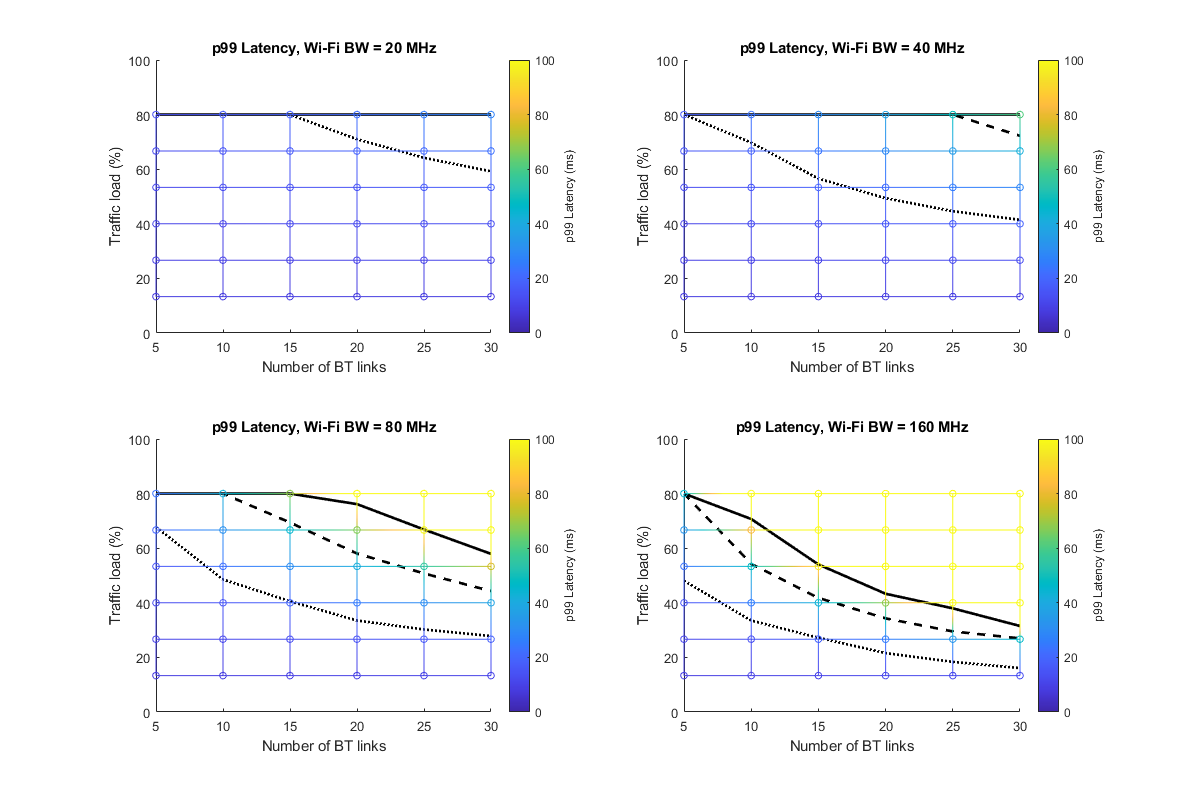 p99 Latency, Wi-Fi BW = 20 MHz
100
80
60
40
20
0
Traffic load (%)
5 10 15 20 25 30
Number of BT links
100
80
60
40
20
0
p99 Latency (ms)
p99 Latency, Wi-Fi BW = 40 MHz
100
80
60
40
20
0
Traffic load (%)
5 10 15 20 25 30
Number of BT links
100
80
60
40
20
0
p99 Latency (ms)
p99 Latency, Wi-Fi BW = 80 MHz
100
80
60
40
20
0
Traffic load (%)
5 10 15 20 25 30
Number of BT links
100
80
60
40
20
0
p99 Latency (ms)
p99 Latency, Wi-Fi BW = 160 MHz
100
80
60
40
20
0
Traffic load (%)
5 10 15 20 25 30
Number of BT links
100
80
60
40
20
0
p99 Latency (ms)